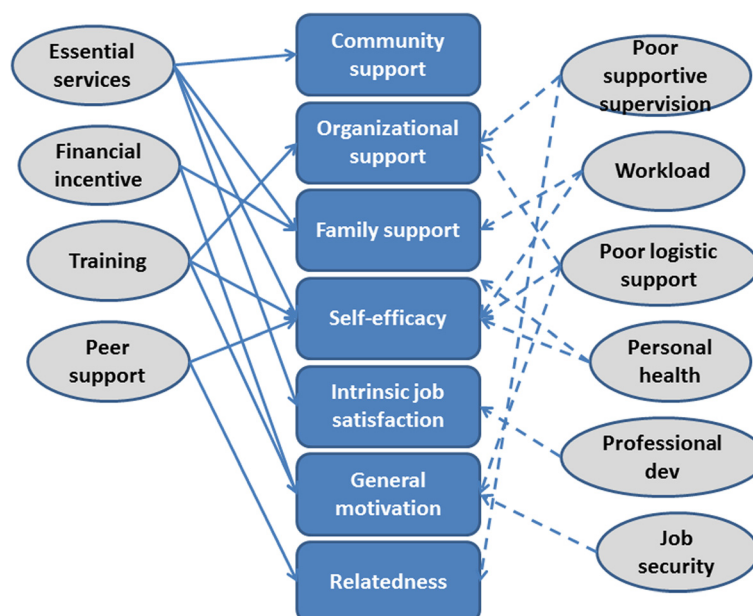 Essential
services
Financial
incentive
Training
Peer
support
Community
support
Organizational
support
Family support
Self-efficacy
Intrinsic job
satisfaction
General
motivation
Relatedness
Poor
supportive
supervision
Workload
Poor logistic
support
Personal
health
Professional
dev
Job
security